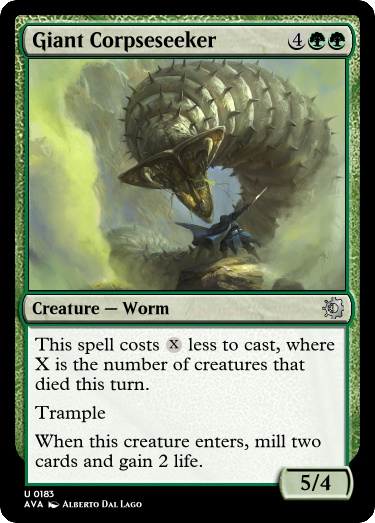 Giant Corpseseeker 4
Creature — Worm
This spell costs X less to cast, where
X is the number of creatures that
died this turn.
Trample
When this creature enters, mill two
cards and gain 2 life.
5/4
U 0183
AVA Alberto Dal Lago